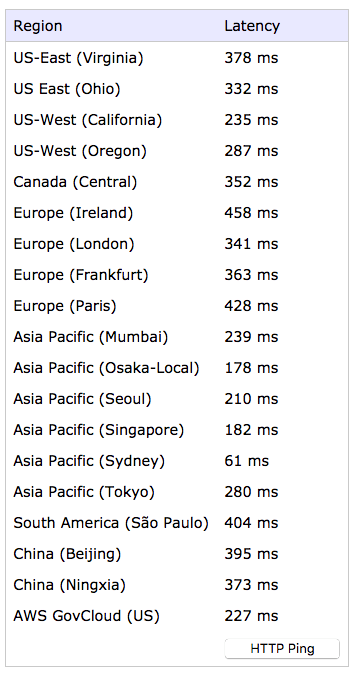 Region Latency
US-East (Virginia) 378 ms
US East (Ohio) 332 ms
US-West (California) 235 ms
US-West (Oregon) 287 ms
Canada (Central) 352 ms
Europe (Ireland) 458 ms
Europe (London) 341 ms
Europe (Frankfurt) 363 ms
Europe (Paris) 428 ms
Asia Pacific (Mumbai) 239 ms
Asia Pacific (Osaka-Local) 178 ms
Asia Pacific (Seoul) 210 ms
Asia Pacific (Singapore) 182 ms
Asia Pacific (Sydney) 61 ms
Asia Pacific (Tokyo) 280 ms
South America (São Paulo) 404 ms
China (Beijing) 395 ms
China (Ningxia) 373 ms
AWS GovCloud (US) 227 ms
HTTP Ping